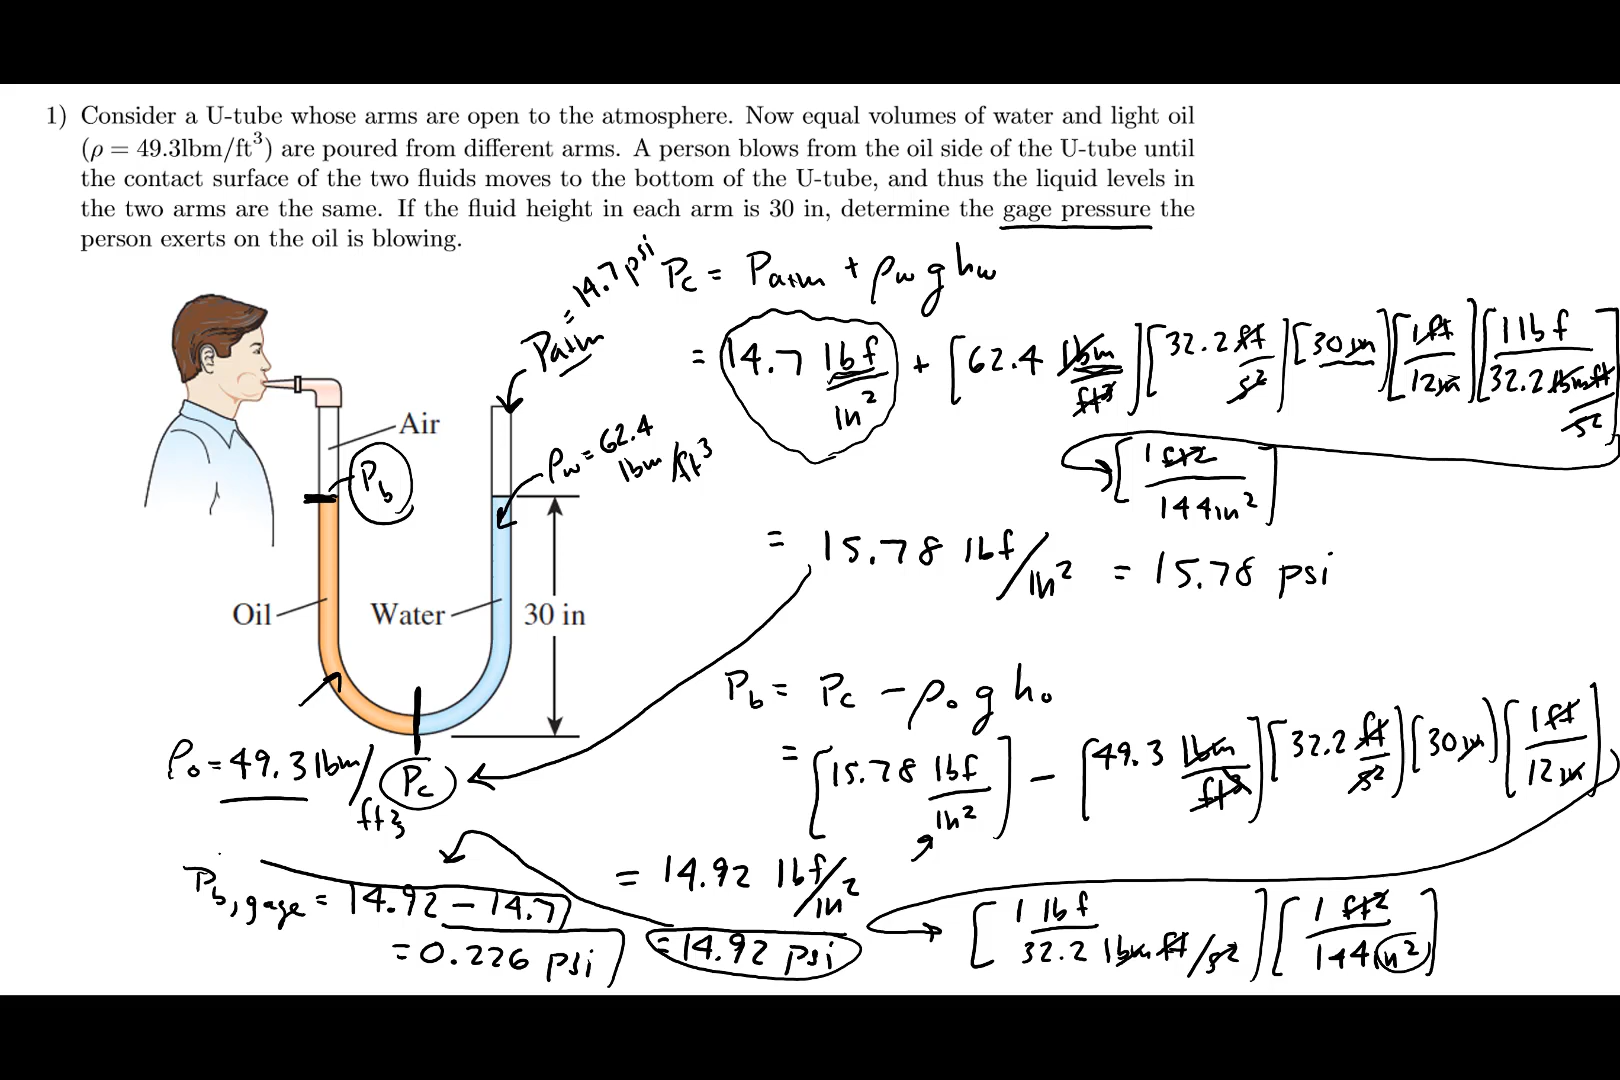 1) Consider a U-tube whose arms are open to the atmosphere. Now equal volumes of water and light oil
(ρ = 49.3lbm/ft³) are poured from different arms. A person blows from the oil side of the U-tube until
the contact surface of the two fluids moves to the bottom of the U-tube, and thus the liquid levels in
the two arms are the same. If the fluid height in each arm is 30 in, determine the gage pressure the
person exerts on the oil is blowing.
Pc = Patm + ρw g hw
Patm = 14.7 psi
= 14.7 lbf/in² + [62.4 lbm/ft³][32.2 ft/s²][30 in][1 ft/12 in][1 lbf/32.2 lbm ft/s²]
[1 ft²/144 in²]
Air
Pb
ρw = 62.4 lbm/ft³
= 15.78 lbf/in² = 15.78 psi
Oil
Water
30 in
Pb = Pc − ρo g ho
= [15.78 lbf/in²] − [49.3 lbm/ft³][32.2 ft/s²][30 in][1 ft/12 in]
[1 lbf/32.2 lbm ft/s²][1 ft²/144 in²]
ρo = 49.3 lbm/ft3
Pc
= 14.92 lbf/in²
= 14.92 psi
Pb, gage = 14.92 − 14.7
= 0.226 psi